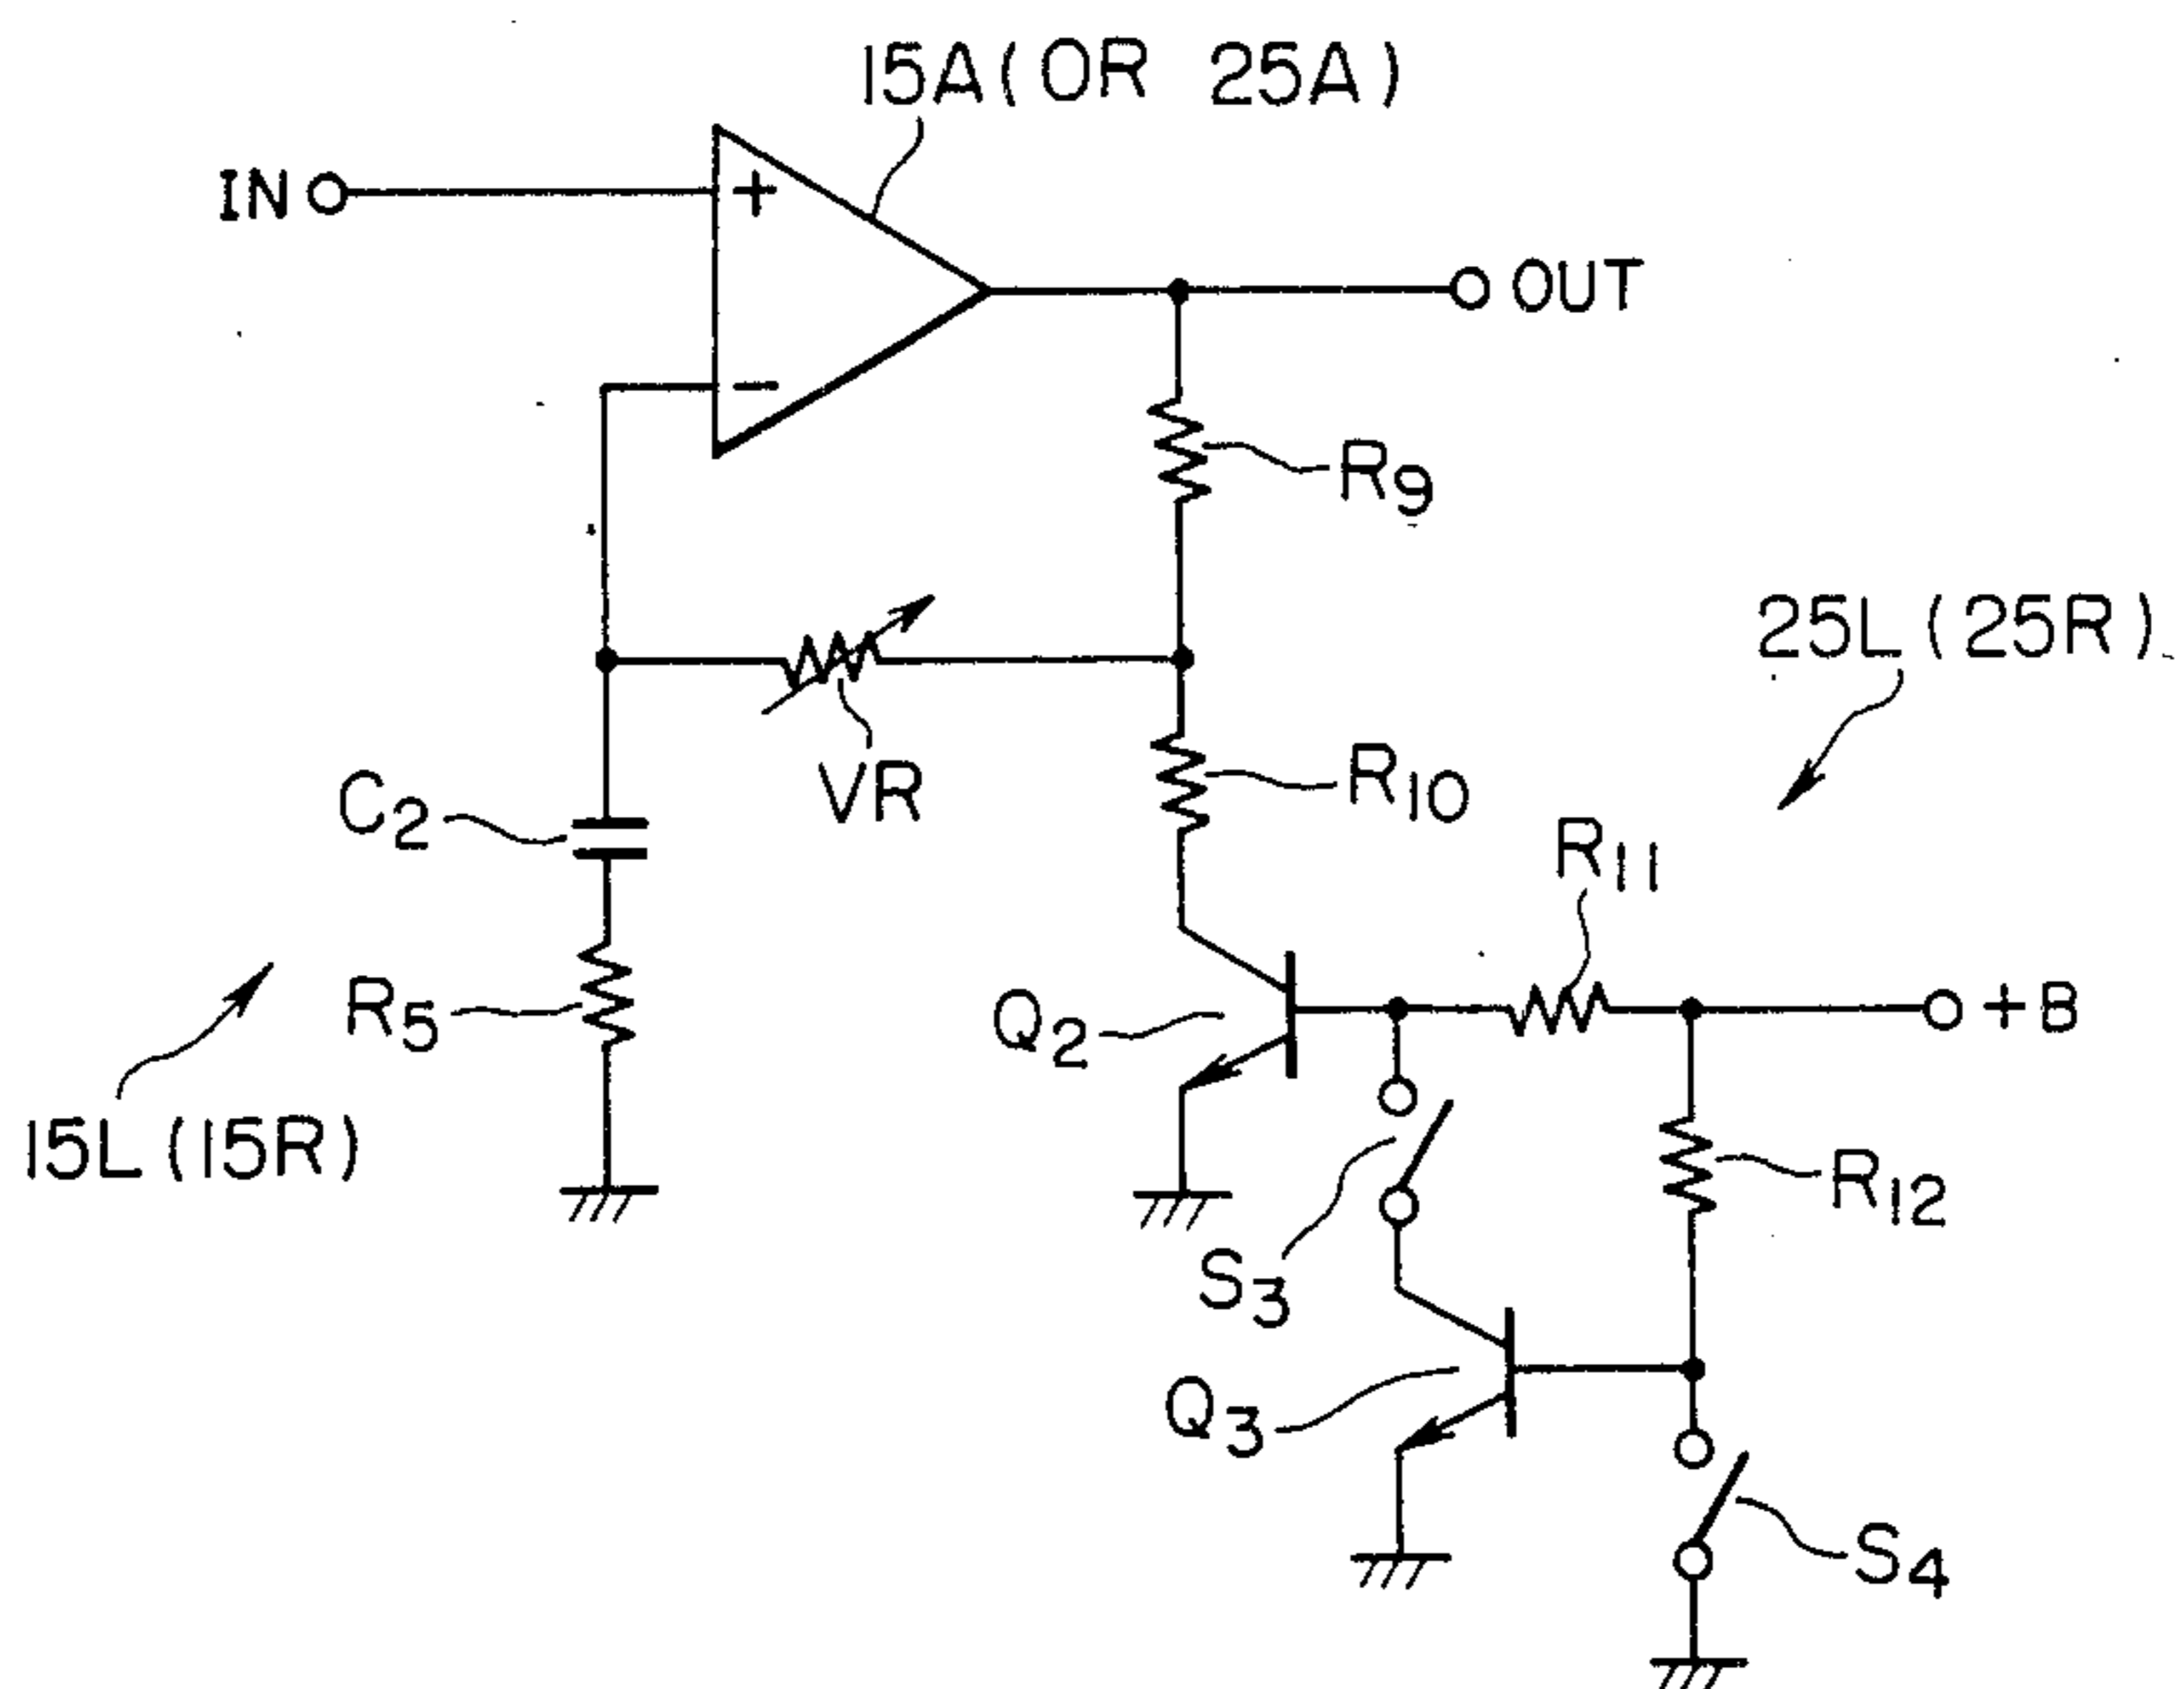 15A(OR 25A)
IN
+
OUT
−
R9
25L(25R)
VR
R10
C2
R11
R5
Q2
+B
15L(15R)
R12
S3
Q3
S4